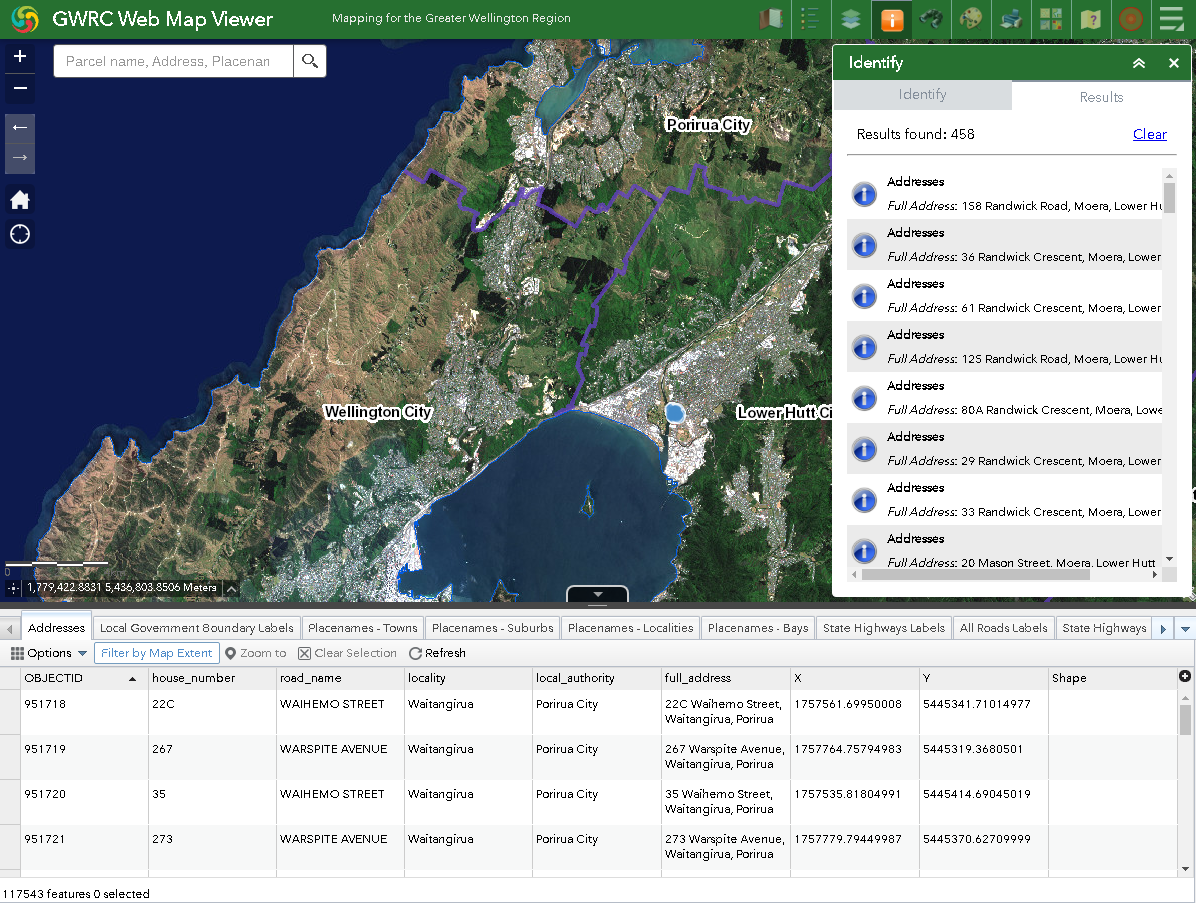 GWRC Web Map Viewer
Mapping for the Greater Wellington Region
Parcel name, Address, Placenan
Porirua City
Wellington City
Lower Hutt Ci
0
1,779,422.8831 5,436,803.8506 Meters
Identify
Identify Results
Results found: 458 Clear
Addresses
Full Address: 158 Randwick Road, Moera, Lower Hu
Addresses
Full Address: 36 Randwick Crescent, Moera, Lower
Addresses
Full Address: 61 Randwick Crescent, Moera, Lower
Addresses
Full Address: 125 Randwick Road, Moera, Lower Hu
Addresses
Full Address: 80A Randwick Crescent, Moera, Lowe
Addresses
Full Address: 29 Randwick Crescent, Moera, Lower
Addresses
Full Address: 33 Randwick Crescent, Moera, Lower
Addresses
Full Address: 20 Mason Street, Moera, Lower Hutt
Addresses Local Government Boundary Labels Placenames - Towns Placenames - Suburbs Placenames - Localities Placenames - Bays State Highways Labels All Roads Labels State Highways
Options Filter by Map Extent Zoom to Clear Selection Refresh
OBJECTID house_number road_name locality local_authority full_address X Y Shape
951718 22C WAIHEMO STREET Waitangirua Porirua City 22C Waihemo Street, 1757561.69950008 5445341.71014977
Waitangirua, Porirua
951719 267 WARSPITE AVENUE Waitangirua Porirua City 267 Warspite Avenue, 1757764.75794983 5445319.3680501
Waitangirua, Porirua
951720 35 WAIHEMO STREET Waitangirua Porirua City 35 Waihemo Street, 1757535.81804991 5445414.69045019
Waitangirua, Porirua
951721 273 WARSPITE AVENUE Waitangirua Porirua City 273 Warspite Avenue, 1757779.79449987 5445370.62709999
Waitangirua, Porirua
117543 features 0 selected